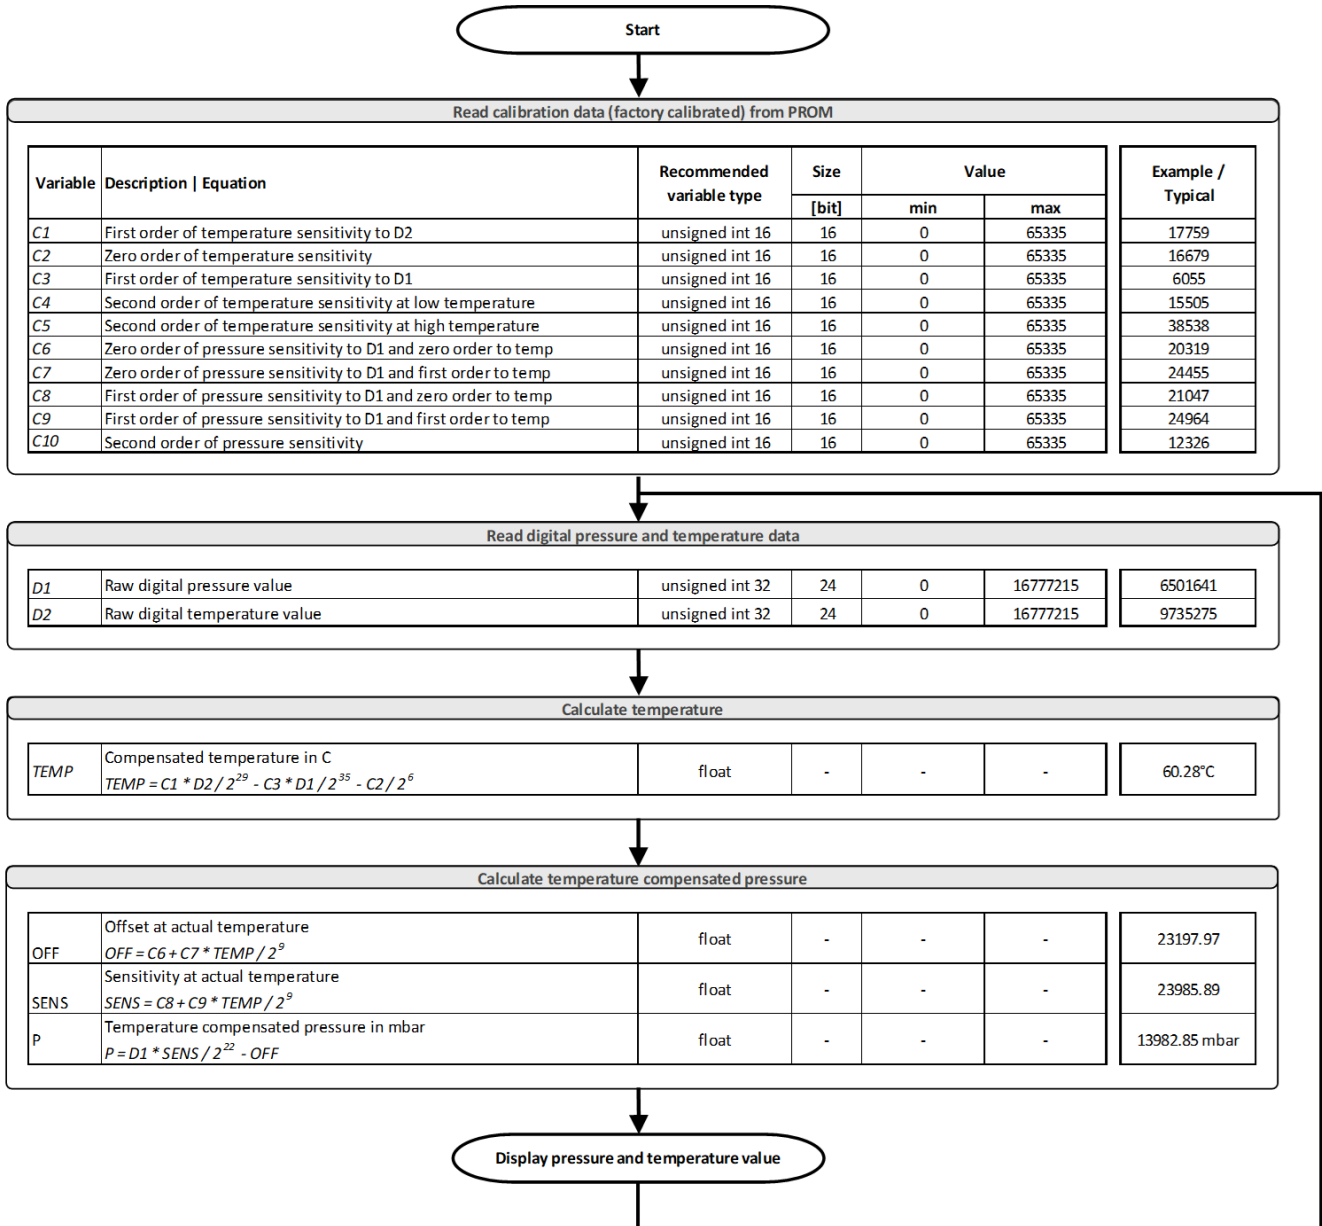 Start
Read calibration data (factory calibrated) from PROM
Variable Description | Equation Recommended variable type Size [bit] Value min max Example / Typical
C1 First order of temperature sensitivity to D2 unsigned int 16 16 0 65335 17759
C2 Zero order of temperature sensitivity unsigned int 16 16 0 65335 16679
C3 First order of temperature sensitivity to D1 unsigned int 16 16 0 65335 6055
C4 Second order of temperature sensitivity at low temperature unsigned int 16 16 0 65335 15505
C5 Second order of temperature sensitivity at high temperature unsigned int 16 16 0 65335 38538
C6 Zero order of pressure sensitivity to D1 and zero order to temp unsigned int 16 16 0 65335 20319
C7 Zero order of pressure sensitivity to D1 and first order to temp unsigned int 16 16 0 65335 24455
C8 First order of pressure sensitivity to D1 and zero order to temp unsigned int 16 16 0 65335 21047
C9 First order of pressure sensitivity to D1 and first order to temp unsigned int 16 16 0 65335 24964
C10 Second order of pressure sensitivity unsigned int 16 16 0 65335 12326
Read digital pressure and temperature data
D1 Raw digital pressure value unsigned int 32 24 0 16777215 6501641
D2 Raw digital temperature value unsigned int 32 24 0 16777215 9735275
Calculate temperature
Compensated temperature in C
TEMP TEMP = C1 * D2 / 2^29 - C3 * D1 / 2^35 - C2 / 2^6 float - - - 60.28°C
Calculate temperature compensated pressure
Offset at actual temperature
OFF OFF = C6 + C7 * TEMP / 2^9 float - - - 23197.97
Sensitivity at actual temperature
SENS SENS = C8 + C9 * TEMP / 2^9 float - - - 23985.89
Temperature compensated pressure in mbar
P P = D1 * SENS / 2^22 - OFF float - - - 13982.85 mbar
Display pressure and temperature value